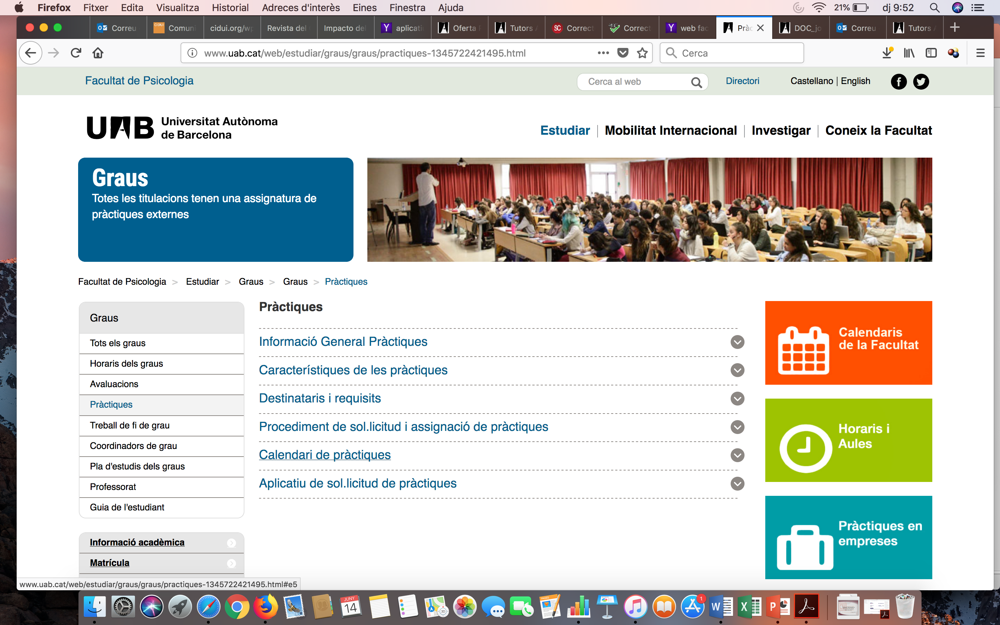 Firefox Fitxer Edita Visualitza Historial Adreces d'interès Eines Finestra Ajuda 21% dj 9:52
Correu Comuni cidui.org/wp Revista del Impacto del aplicati Oferta Tutors Correct Correct web fac Pràc DOC_jo Correu Tutors
www.uab.cat/web/estudiar/graus/graus/practiques-1345722421495.html Cerca
Facultat de Psicologia Cerca al web Directori Castellano | English
UAB Universitat Autònoma
de Barcelona
Estudiar | Mobilitat Internacional | Investigar | Coneix la Facultat
Graus
Totes les titulacions tenen una assignatura de
pràctiques externes
Facultat de Psicologia > Estudiar > Graus > Graus > Pràctiques
Graus
Tots els graus
Horaris dels graus
Avaluacions
Pràctiques
Treball de fi de grau
Coordinadors de grau
Pla d'estudis dels graus
Professorat
Guia de l'estudiant
Informació acadèmica
Matrícula
Pràctiques
Informació General Pràctiques
Característiques de les pràctiques
Destinataris i requisits
Procediment de sol.licitud i assignació de pràctiques
Calendari de pràctiques
Aplicatiu de sol.licitud de pràctiques
Calendaris
de la Facultat
Horaris i
Aules
Pràctiques en
empreses
www.uab.cat/web/estudiar/graus/graus/practiques-1345722421495.html#e5
JUNY
14
PAGES
3D
1